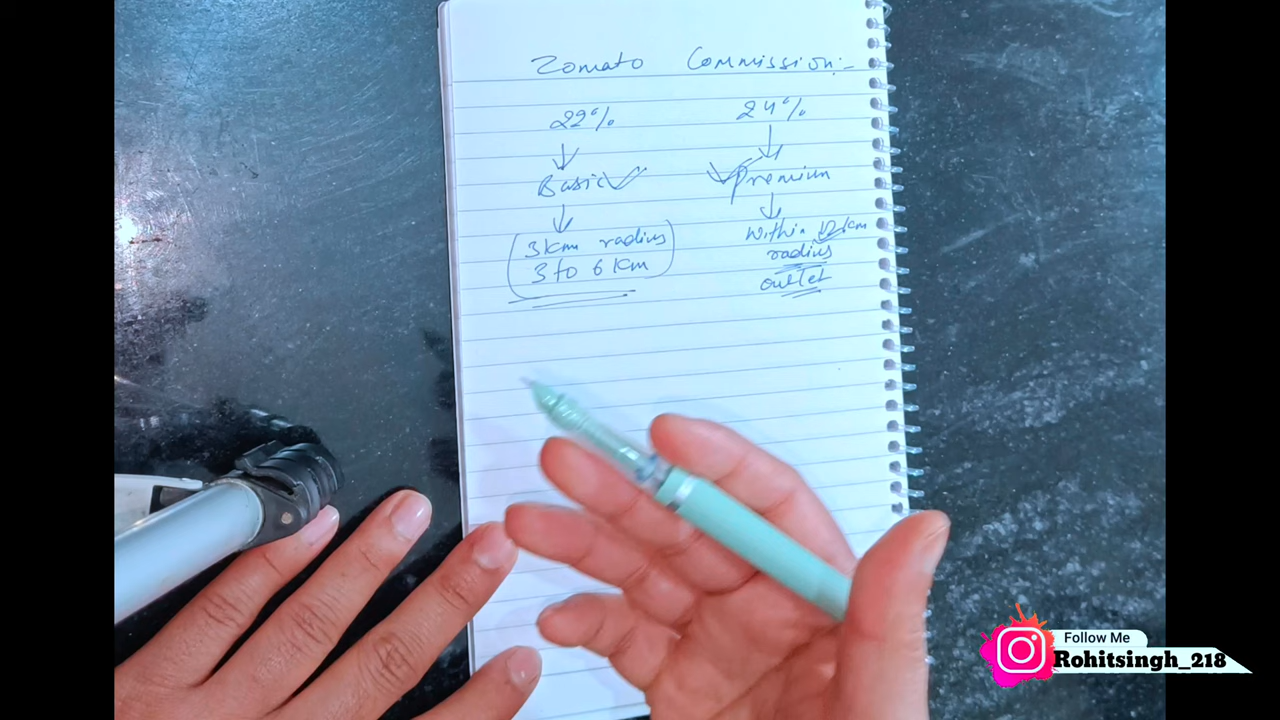 Zomato Commission:-
22% 24%
Basic Premium
3km radius
3 to 6 Km
Within 12 km
radius
outlet
Follow Me
Rohitsingh_218